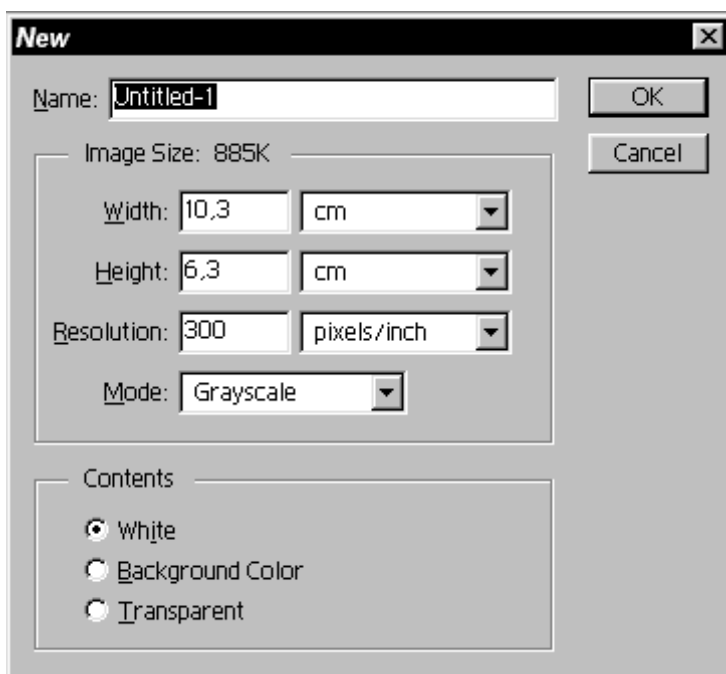 New
Name: Untitled-1
OK
Cancel
Image Size: 885K
Width: 10,3 cm
Height: 6,3 cm
Resolution: 300 pixels/inch
Mode: Grayscale
Contents
White
Background Color
Transparent